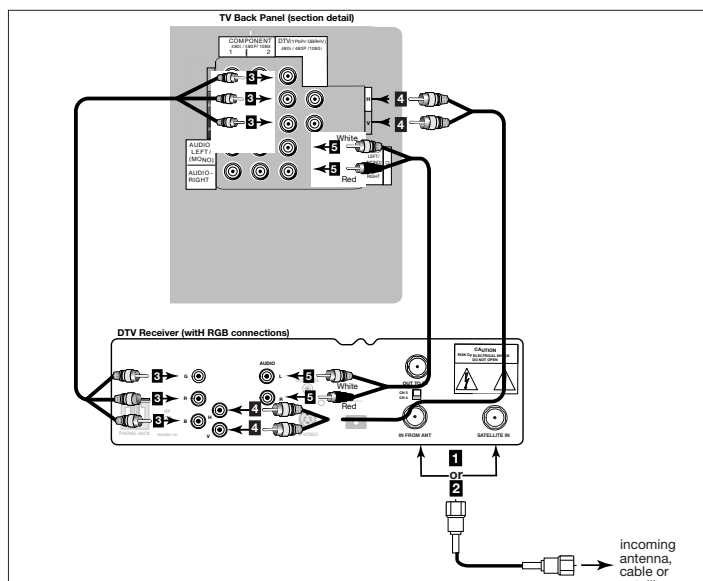 TV Back Panel (section detail)
COMPONENT
480i / 480P / 1080i
1 2
DTV (YPbPr/GBRHV)
480i / 480P / 1080i
3
3
3
H
4
V
4
AUDIO
LEFT /
(MONO)
AUDIO-
RIGHT
White
5
LEFT/
5
Red
RIGHT
DTV Receiver (witH RGB connections)
3
G
3
R
3
B
PHONE JACK
AUDIO
L
5
White
R
5
Red
H
4
V
4
OUT TO
CH 3
CH 4
CAUTION
RISK OF ELECTRICAL SHOCK
DO NOT OPEN
IN FROM ANT
SATELLITE IN
1
or
2
incoming
antenna,
cable or